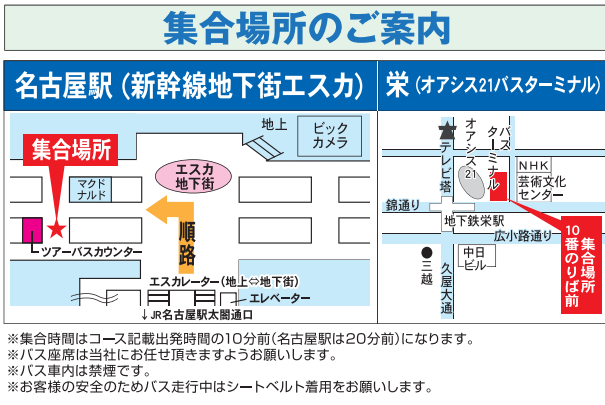 集合場所のご案内
名古屋駅（新幹線地下街エスカ）
地上
ビック
カメラ
集合場所
エスカ
地下街
マクド
ナルド
順路
ツアーバスカウンター
エスカレーター（地上⇔地下街）
エレベーター
↓JR名古屋駅太閤通口
栄（オアシス21バスターミナル）
テレビ塔
オアシス21
バスターミナル
NHK
芸術文化
センター
錦通り
地下鉄栄駅
広小路通り
集合場所
10番のりば前
三越
久屋大通
中日
ビル
※集合時間はコース記載出発時間の10分前（名古屋駅は20分前）になります。
※バス座席は当社にお任せ頂きますようお願いします。
※バス車内は禁煙です。
※お客様の安全のためバス走行中はシートベルト着用をお願いします。